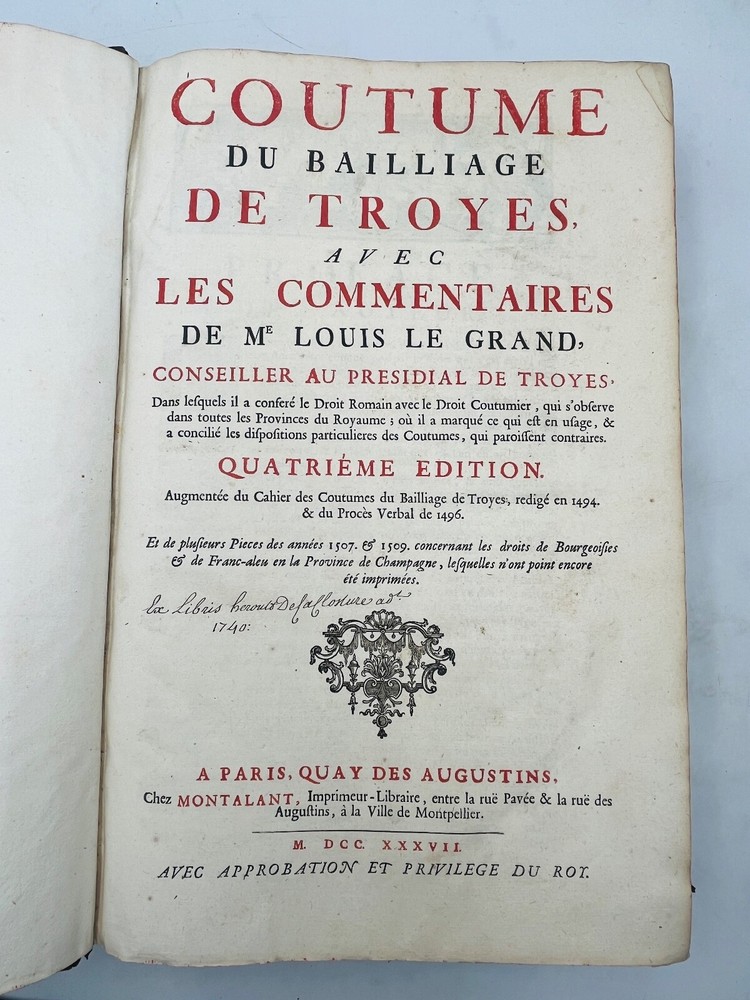 COUTUME
DU BAILLIAGE
DE TROYES,
AVEC
LES COMMENTAIRES
DE Mᴱ LOUIS LE GRAND,
CONSEILLER AU PRESIDIAL DE TROYES,
Dans leſquels il a conferé le Droit Romain avec le Droit Coutumier, qui s'obſerve
dans toutes les Provinces du Royaume; où il a marqué ce qui eſt en uſage, &
a concilié les diſpoſitions particulieres des Coutumes, qui paroiſſent contraires.
QUATRIÉME EDITION.
Augmentée du Cahier des Coutumes du Bailliage de Troyes, redigé en 1494.
& du Procès Verbal de 1496.
Et de pluſieurs Pieces des années 1507. & 1509. concernant les droits de Bourgeoiſies
& de Franc-aleu en la Province de Champagne, leſquelles n'ont point encore
été imprimées.
Ex Libris herould DelaClosture adt
1740:
A PARIS, QUAY DES AUGUSTINS,
Chez MONTALANT, Imprimeur-Libraire, entre la ruë Pavée & la ruë des
Auguſtins, à la Ville de Montpellier.
M. DCC. XXXVII.
AVEC APPROBATION ET PRIVILEGE DU ROY.